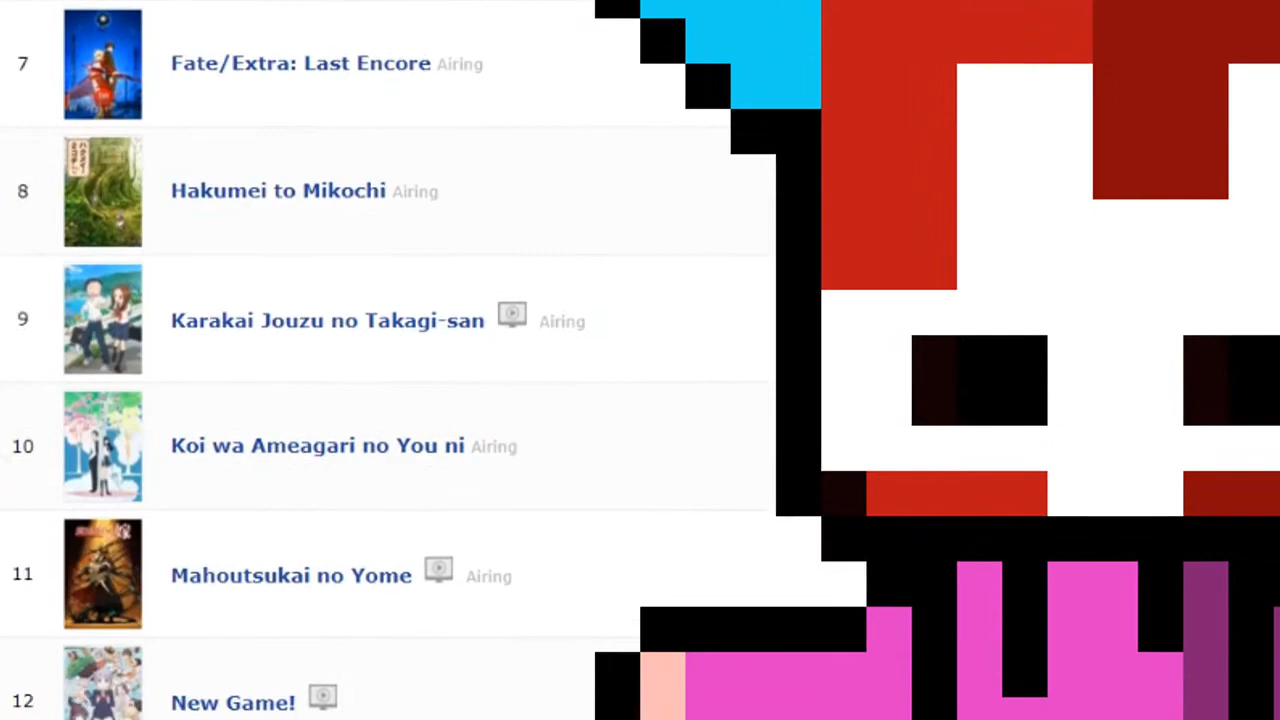 7 Fate/Extra: Last Encore Airing
8 Hakumei to Mikochi Airing
9 Karakai Jouzu no Takagi-san Airing
10 Koi wa Ameagari no You ni Airing
11 Mahoutsukai no Yome Airing
12 New Game!